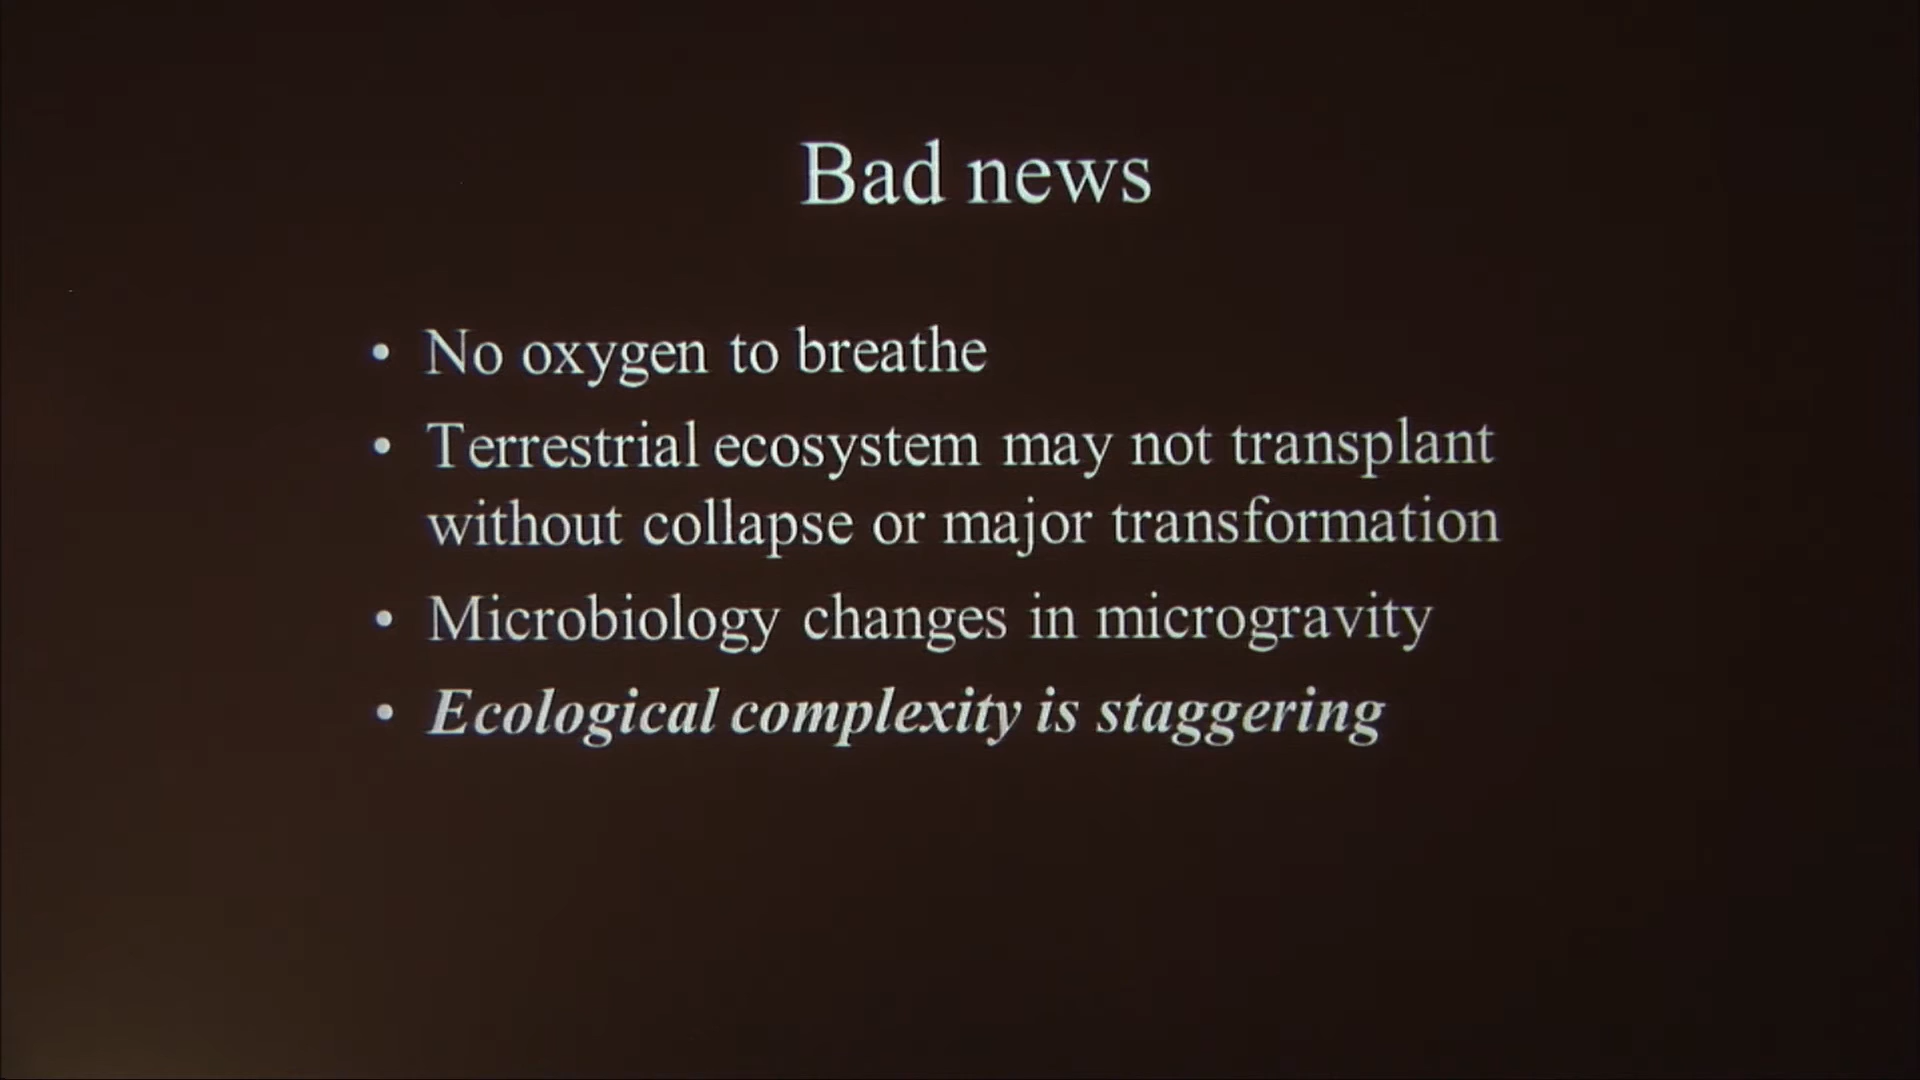 Bad news
• No oxygen to breathe
• Terrestrial ecosystem may not transplant
without collapse or major transformation
• Microbiology changes in microgravity
• Ecological complexity is staggering